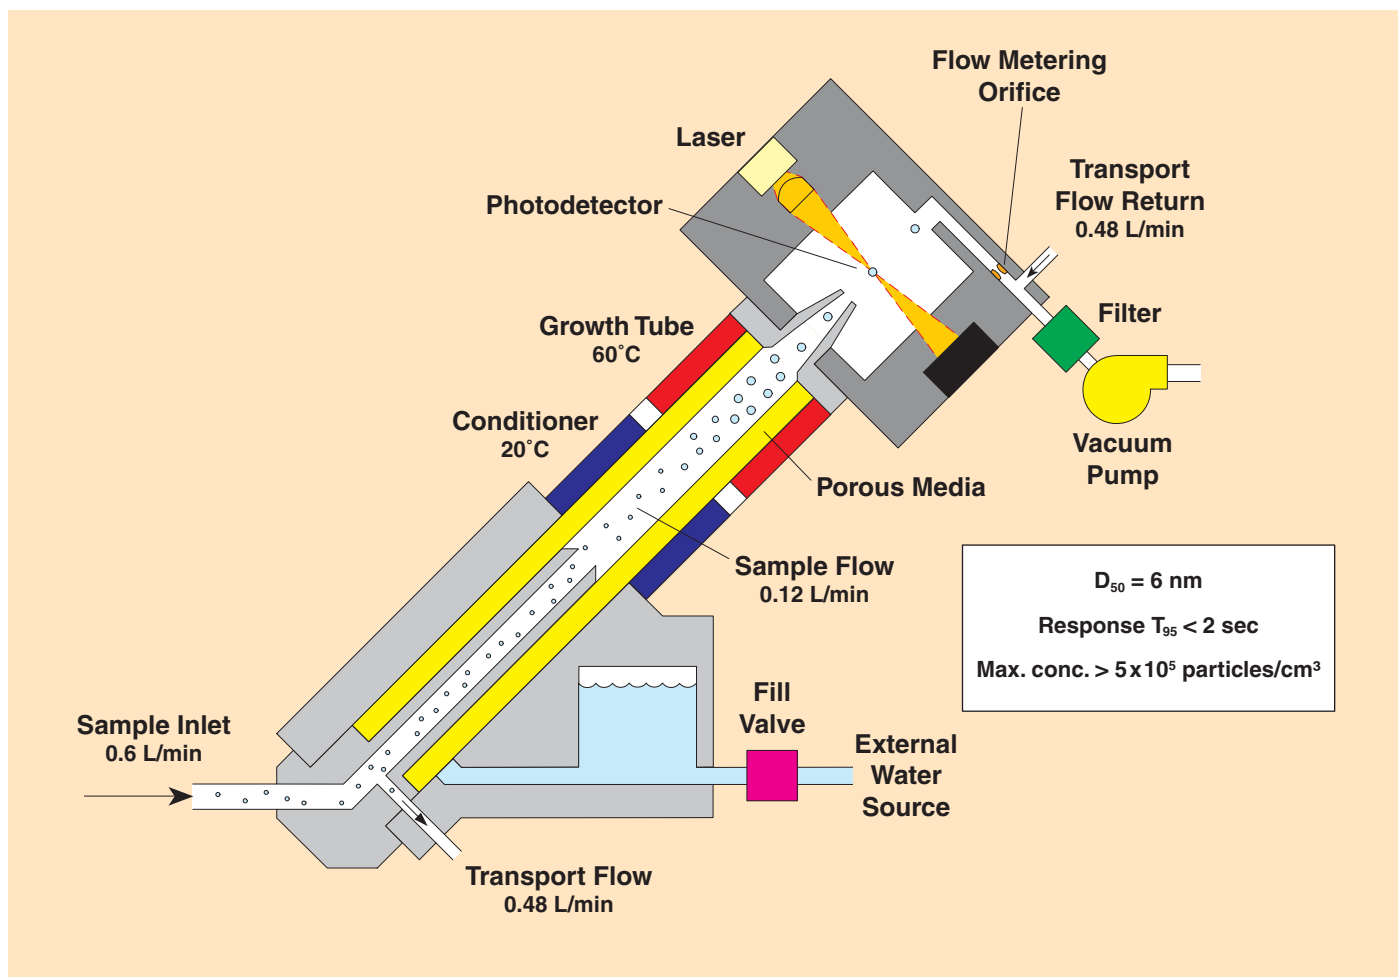 Flow Metering
Orifice
Laser
Transport
Flow Return
0.48 L/min
Photodetector
Filter
Growth Tube
60˚C
Conditioner
20˚C
Vacuum
Pump
Porous Media
Sample Flow
0.12 L/min
D₅₀ = 6 nm
Response T₉₅ < 2 sec
Max. conc. > 5x10⁵ particles/cm³
Fill
Valve
Sample Inlet
0.6 L/min
External
Water
Source
Transport Flow
0.48 L/min